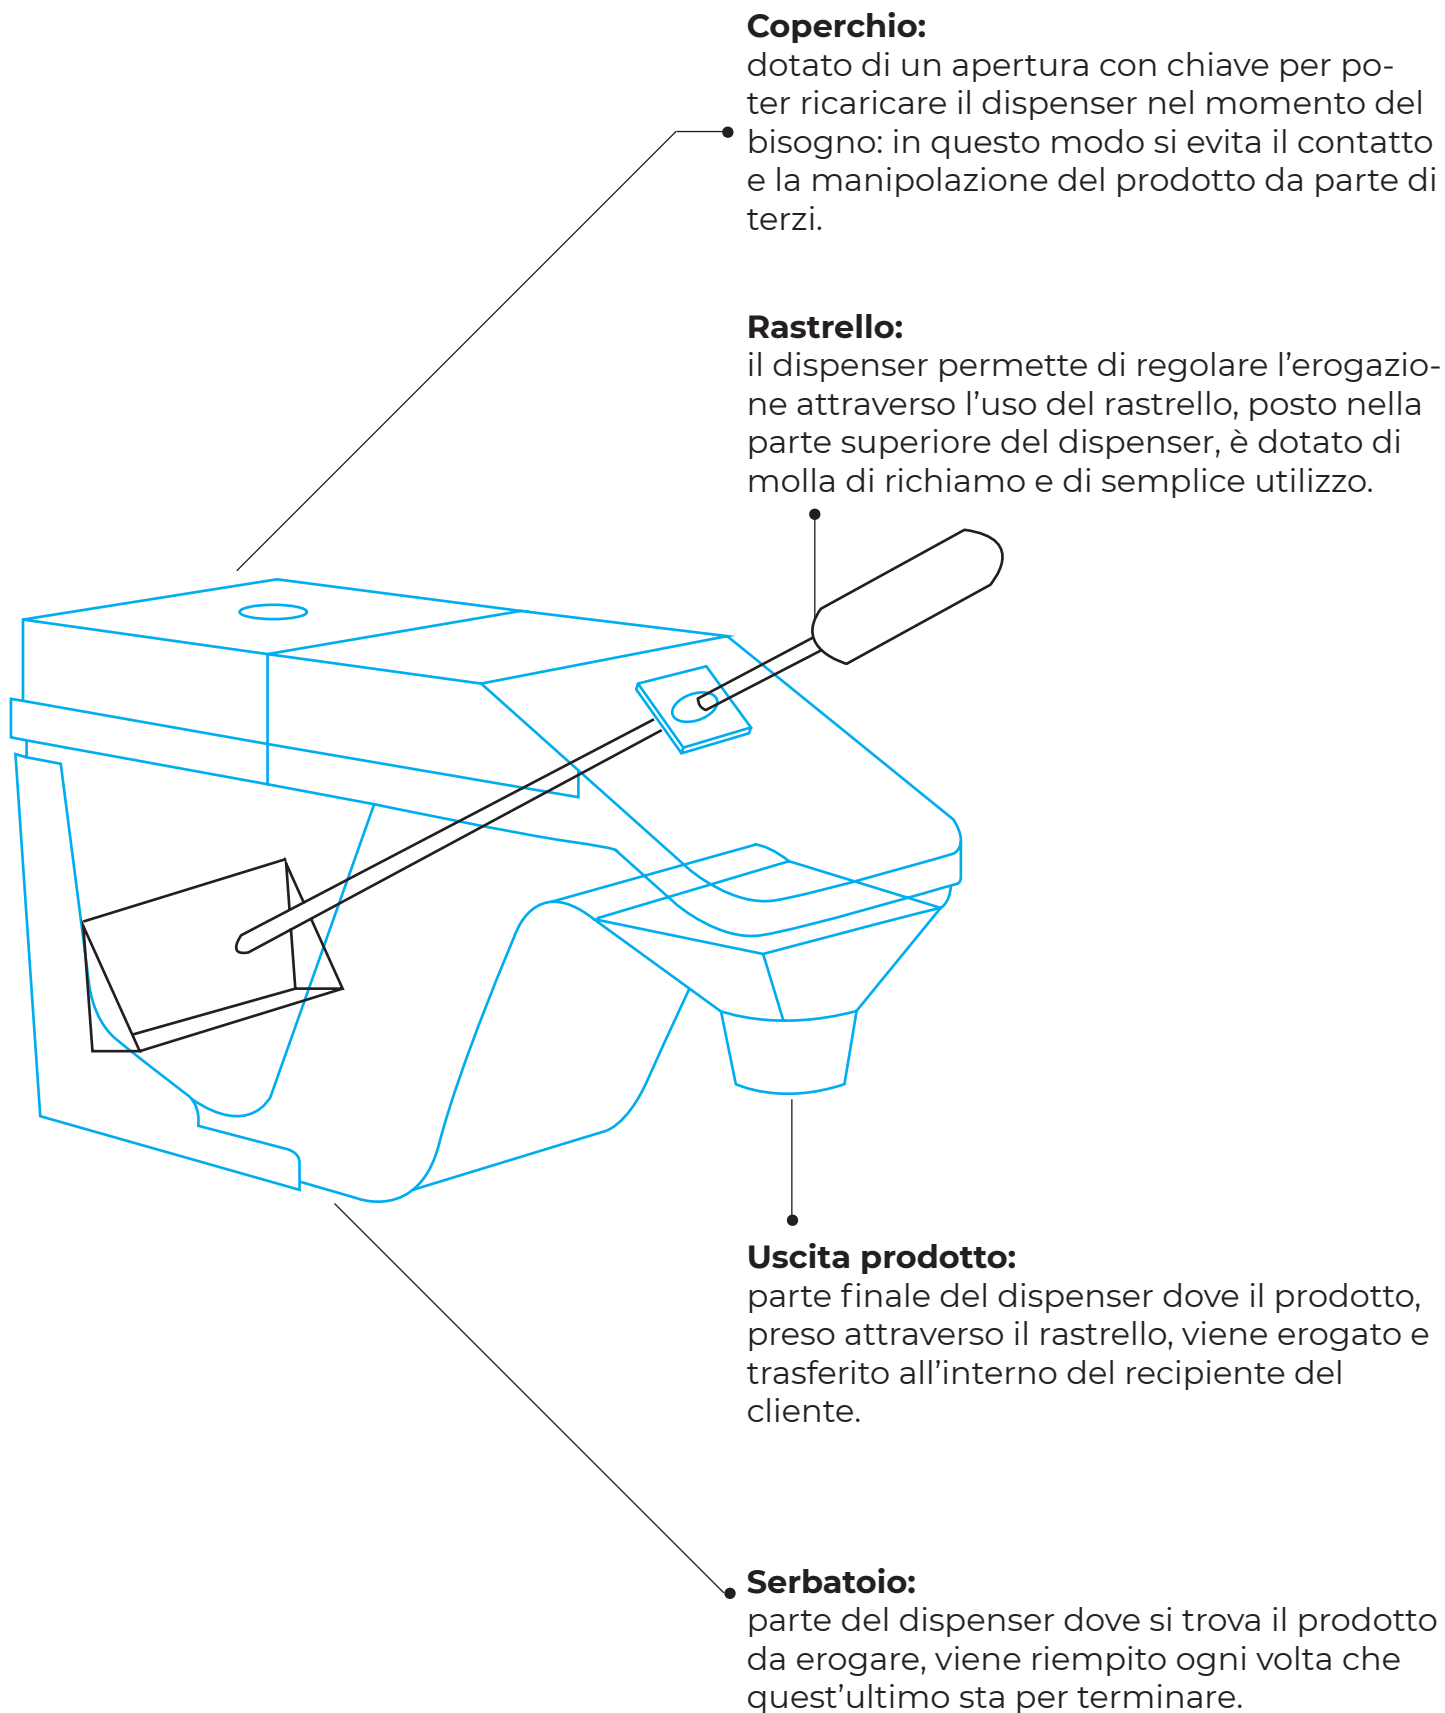 Coperchio:
dotato di un apertura con chiave per po-
ter ricaricare il dispenser nel momento del
bisogno: in questo modo si evita il contatto
e la manipolazione del prodotto da parte di
terzi.
Rastrello:
il dispenser permette di regolare l’erogazio-
ne attraverso l’uso del rastrello, posto nella
parte superiore del dispenser, è dotato di
molla di richiamo e di semplice utilizzo.
Uscita prodotto:
parte finale del dispenser dove il prodotto,
preso attraverso il rastrello, viene erogato e
trasferito all’interno del recipiente del
cliente.
Serbatoio:
parte del dispenser dove si trova il prodotto
da erogare, viene riempito ogni volta che
quest’ultimo sta per terminare.